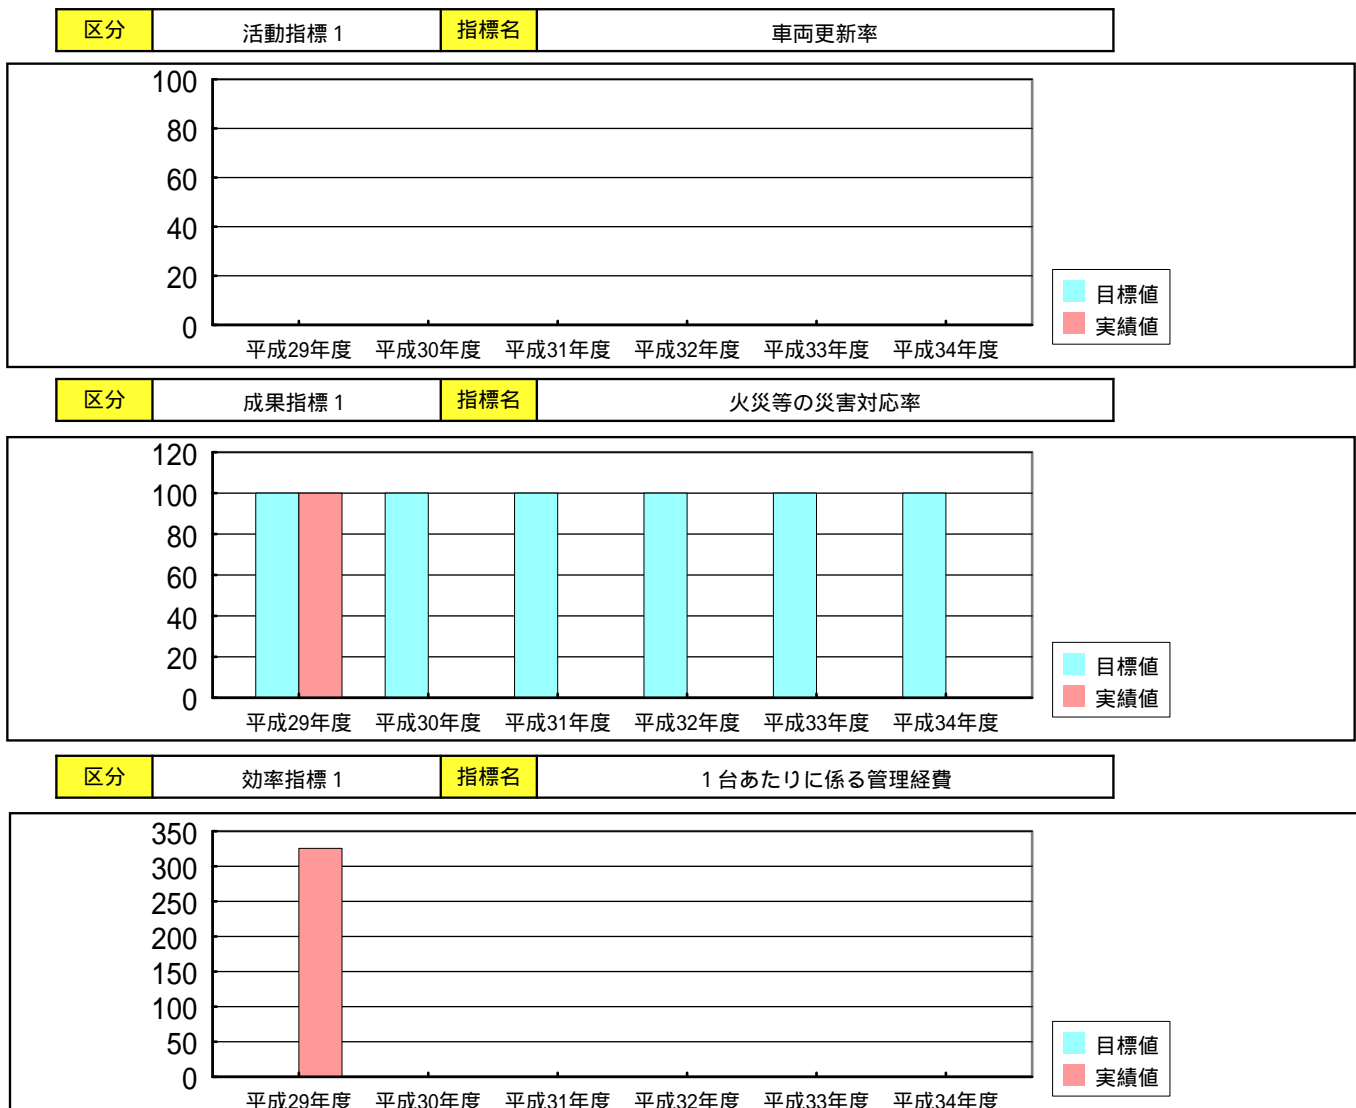 区分 活動指標1 指標名 車両更新率
100
80
60
40
20
0
平成29年度 平成30年度 平成31年度 平成32年度 平成33年度 平成34年度
目標値
実績値
区分 成果指標1 指標名 火災等の災害対応率
120
100
80
60
40
20
0
平成29年度 平成30年度 平成31年度 平成32年度 平成33年度 平成34年度
目標値
実績値
区分 効率指標1 指標名 1台あたりに係る管理経費
350
300
250
200
150
100
50
0
平成29年度 平成30年度 平成31年度 平成32年度 平成33年度 平成34年度
目標値
実績値